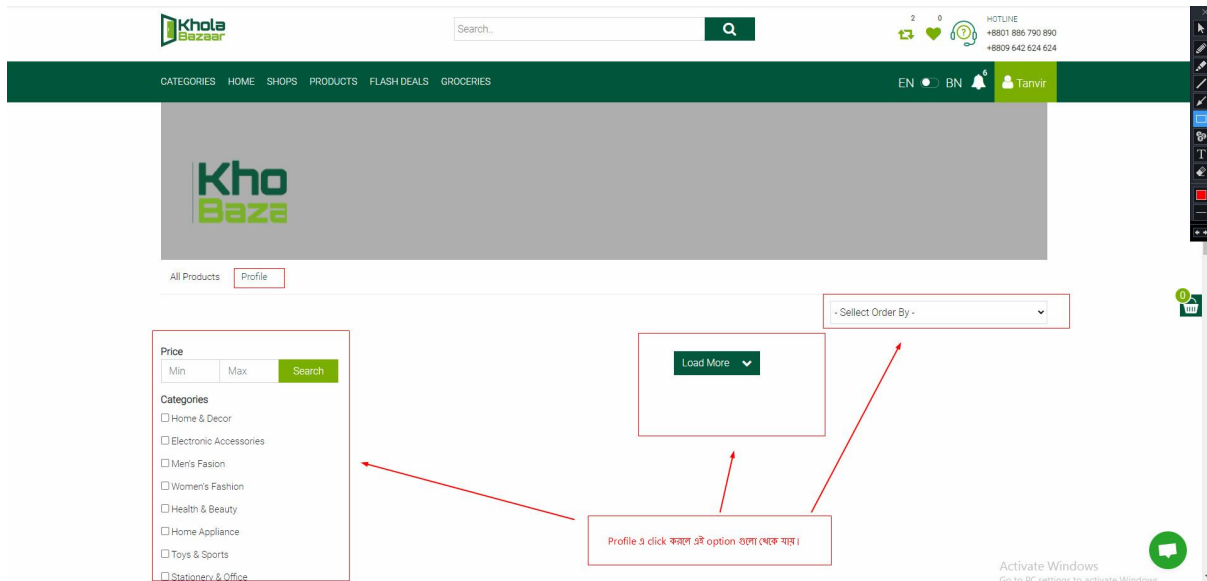 Khola
Bazaar
Search..
2 0
HOTLINE
+8801 886 790 890
+8809 642 624 624
CATEGORIES HOME SHOPS PRODUCTS FLASH DEALS GROCERIES
EN BN 6 Tanvir
Kho
Baza
All Products Profile
0
- Sellect Order By -
Price
Min Max Search
Load More
Categories
Home & Decor
Electronic Accessories
Men's Fasion
Women's Fashion
Health & Beauty
Home Appliance
Toys & Sports
Stationery & Office
Profile এ click করলে এই option গুলো থেকে যায়।
Activate Windows
Go to PC settings to activate Windows.
T